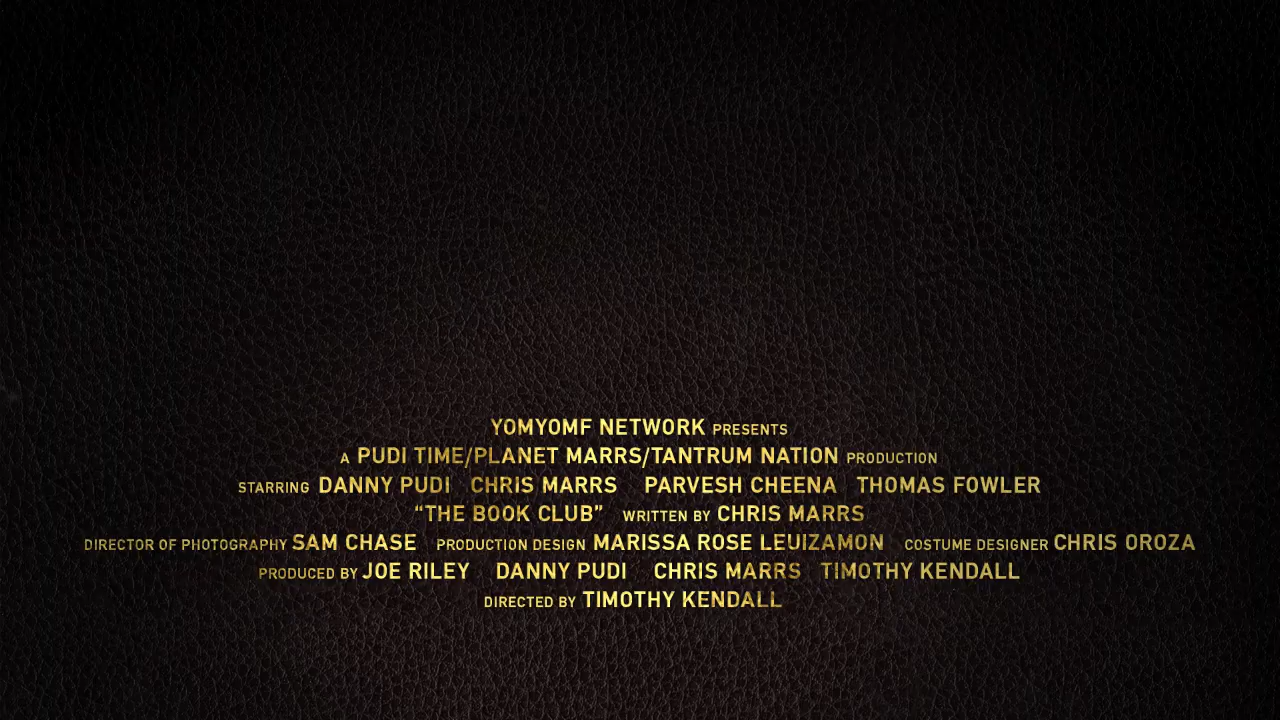 YOMYOMF NETWORK PRESENTS
A PUDI TIME/PLANET MARRS/TANTRUM NATION PRODUCTION
STARRING DANNY PUDI CHRIS MARRS PARVESH CHEENA THOMAS FOWLER
“THE BOOK CLUB” WRITTEN BY CHRIS MARRS
DIRECTOR OF PHOTOGRAPHY SAM CHASE PRODUCTION DESIGN MARISSA ROSE LEUIZAMON COSTUME DESIGNER CHRIS OROZA
PRODUCED BY JOE RILEY DANNY PUDI CHRIS MARRS TIMOTHY KENDALL
DIRECTED BY TIMOTHY KENDALL